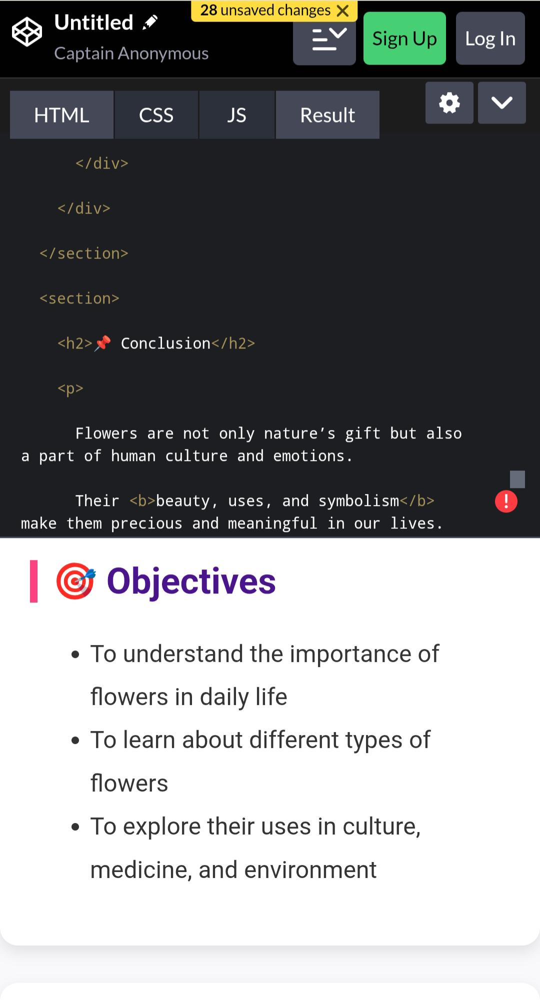 28 unsaved changes
Untitled
Captain Anonymous
Sign Up
Log In
HTML
CSS
JS
Result
</div>
</div>
</section>
<section>
<h2>📌 Conclusion</h2>
<p>
Flowers are not only nature’s gift but also
a part of human culture and emotions.
Their <b>beauty, uses, and symbolism</b>
make them precious and meaningful in our lives.
🎯 Objectives
• To understand the importance of
flowers in daily life
• To learn about different types of
flowers
• To explore their uses in culture,
medicine, and environment